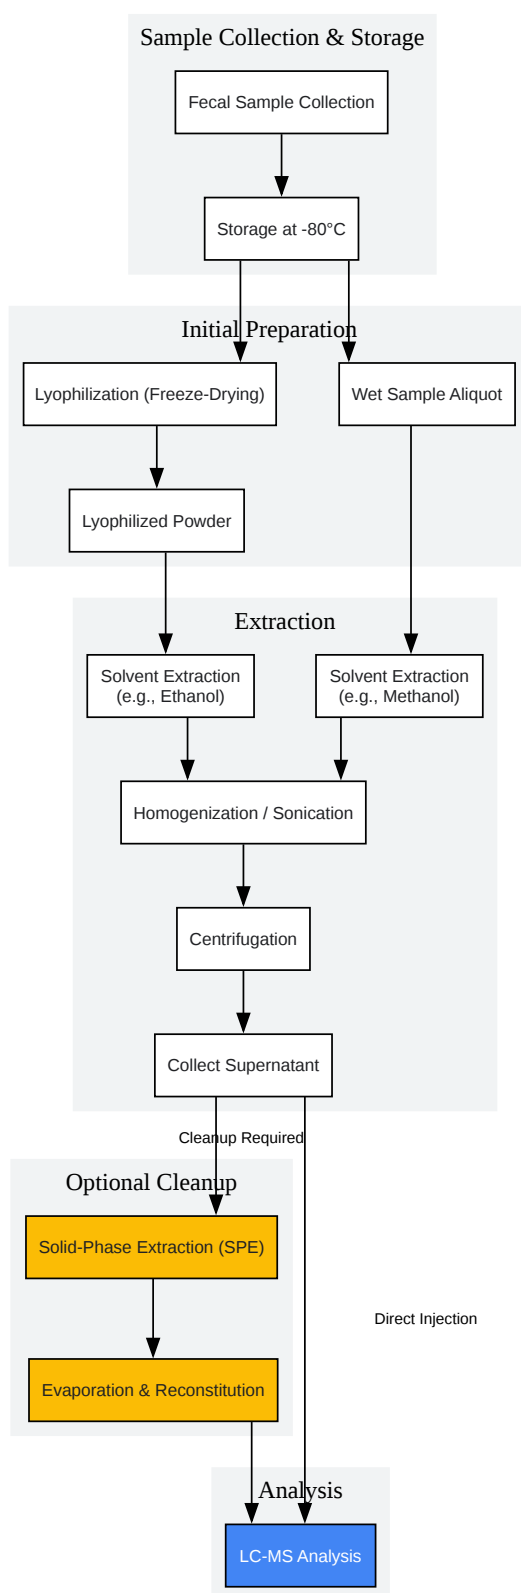 Sample Collection & Storage
Fecal Sample Collection
Storage at -80°C
Initial Preparation
Lyophilization (Freeze-Drying)
Wet Sample Aliquot
Lyophilized Powder
Extraction
Solvent Extraction
(e.g., Ethanol)
Solvent Extraction
(e.g., Methanol)
Homogenization / Sonication
Centrifugation
Collect Supernatant
Cleanup Required
Optional Cleanup
Solid-Phase Extraction (SPE)
Direct Injection
Evaporation & Reconstitution
Analysis
LC-MS Analysis